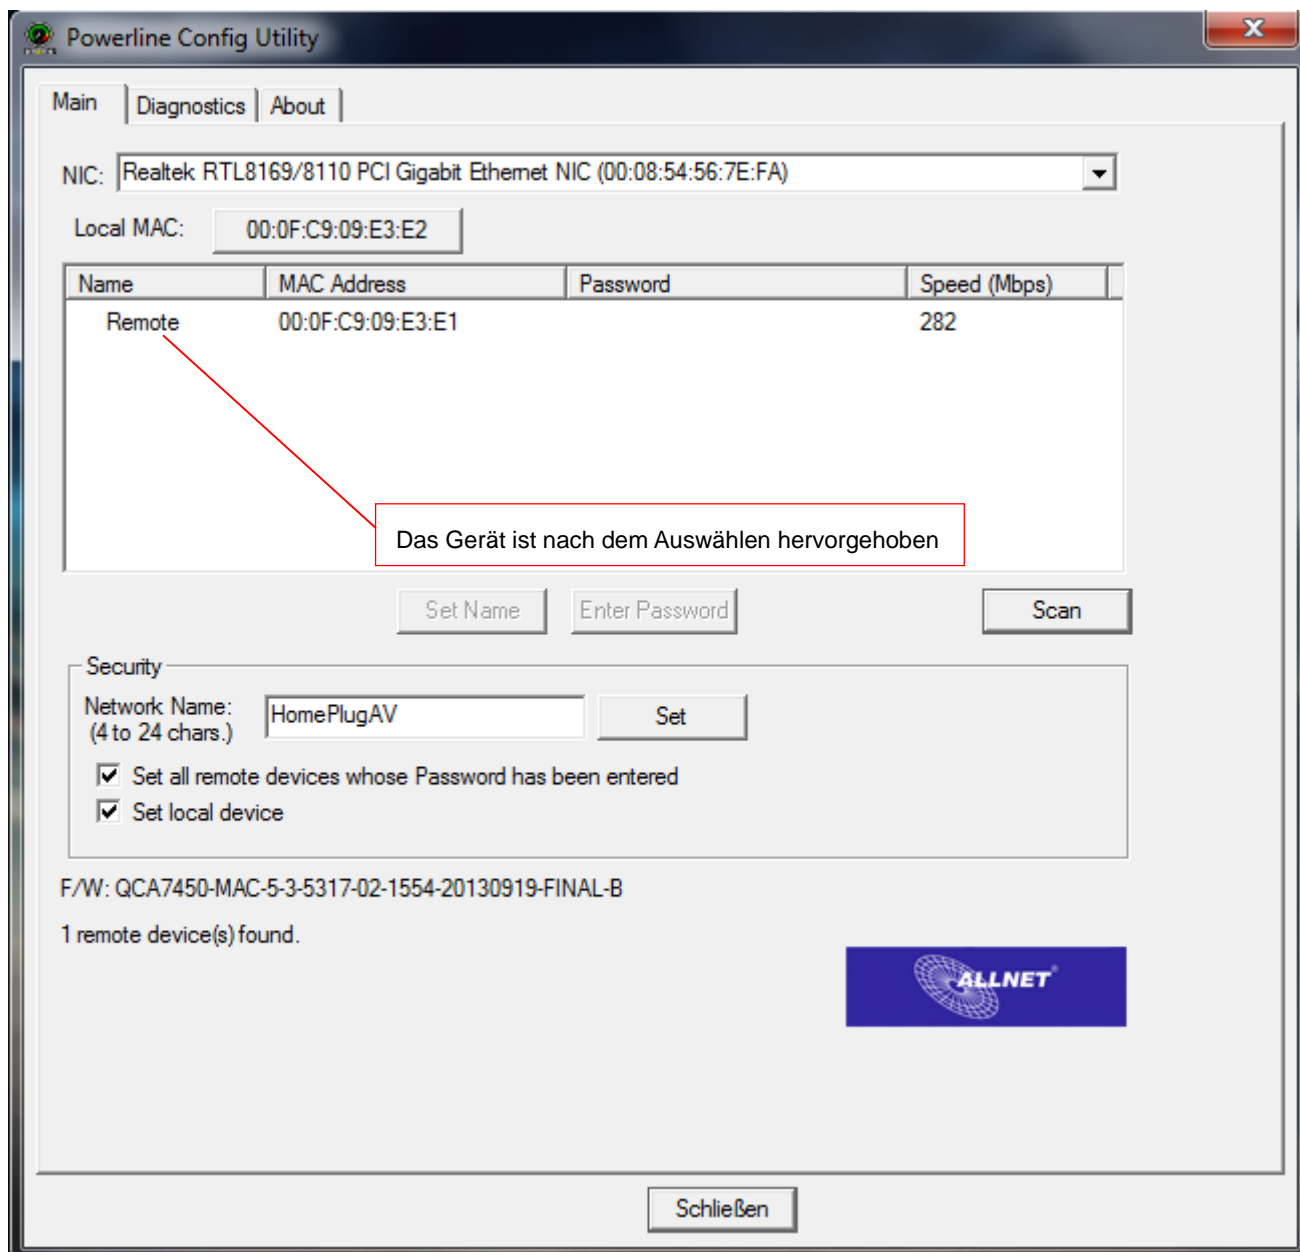 Powerline Config Utility
Main Diagnostics About
NIC: Realtek RTL8169/8110 PCI Gigabit Ethernet NIC (00:08:54:56:7E:FA)
Local MAC: 00:0F:C9:09:E3:E2
Name MAC Address Password Speed (Mbps)
Remote 00:0F:C9:09:E3:E1 282
Das Gerät ist nach dem Auswählen hervorgehoben
Set Name Enter Password Scan
Security
Network Name: HomePlugAV Set
(4 to 24 chars.)
Set all remote devices whose Password has been entered
Set local device
F/W: QCA7450-MAC-5-3-5317-02-1554-20130919-FINAL-B
1 remote device(s) found.
ALLNET®
Schließen